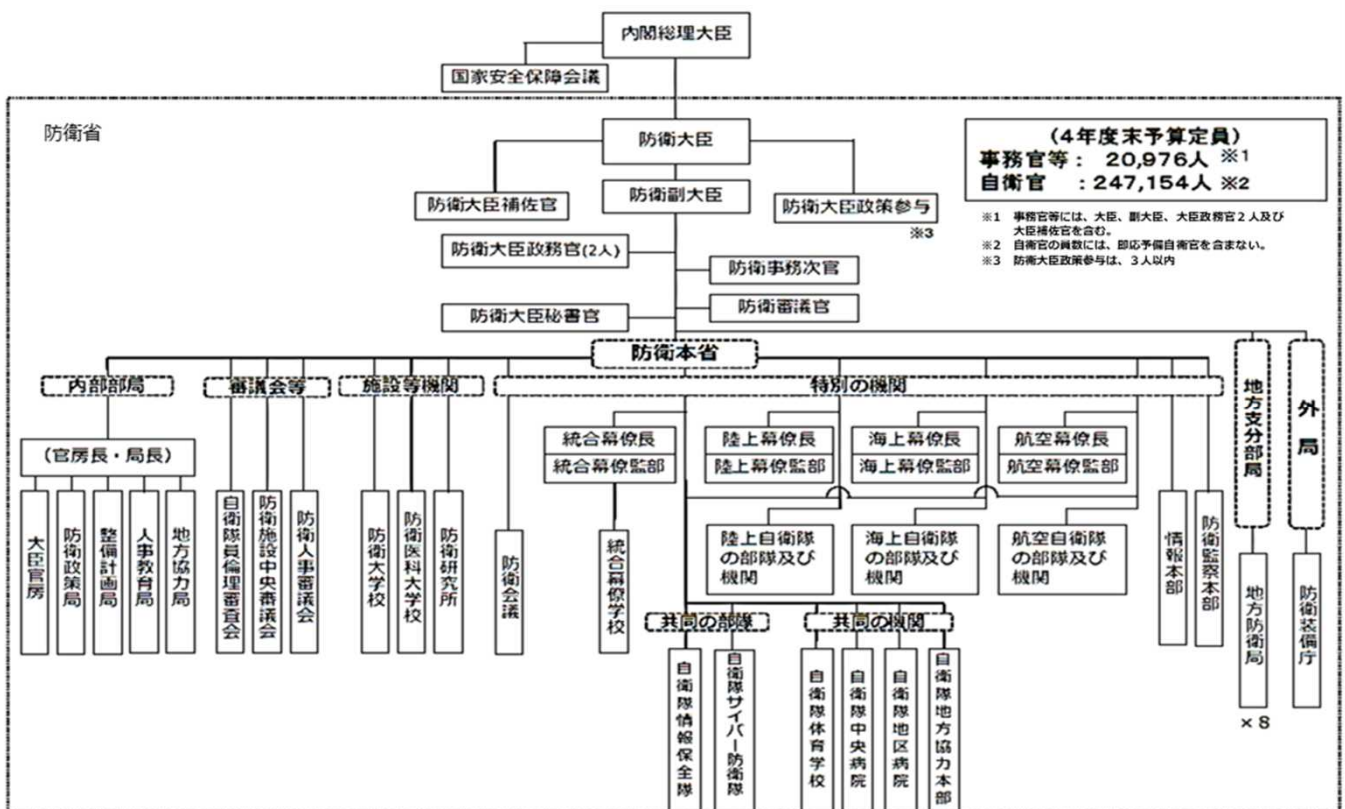 内閣総理大臣
国家安全保障会議
防衛省
防衛大臣
(4年度末予算定員)
事務官等: 20,976人 ※1
自衛官 :247,154人 ※2
防衛大臣補佐官
防衛副大臣
防衛大臣政策参与
※3
※1 事務官等には、大臣、副大臣、大臣政務官2人及び
大臣補佐官を含む。
※2 自衛官の員数には、即応予備自衛官を含まない。
※3 防衛大臣政策参与は、3人以内
防衛大臣政務官(2人)
防衛事務次官
防衛審議官
防衛大臣秘書官
防衛本省
内部部局
審議会等
施設等機関
特別の機関
地方支分部局
外局
(官房長・局長)
統合幕僚長
統合幕僚監部
陸上幕僚長
陸上幕僚監部
海上幕僚長
海上幕僚監部
航空幕僚長
航空幕僚監部
大臣官房
防衛政策局
整備計画局
人事教育局
地方協力局
自衛隊員倫理審査会
防衛施設中央審議会
防衛人事審議会
防衛大学校
防衛医科大学校
防衛研究所
防衛会議
統合幕僚学校
陸上自衛隊
の部隊及び
機関
海上自衛隊
の部隊及び
機関
航空自衛隊
の部隊及び
機関
情報本部
防衛監察本部
地方防衛局
×8
防衛装備庁
共同の部隊
共同の機関
自衛隊情報保全隊
自衛隊サイバー防衛隊
自衛隊体育学校
自衛隊中央病院
自衛隊地区病院
自衛隊地方協力本部